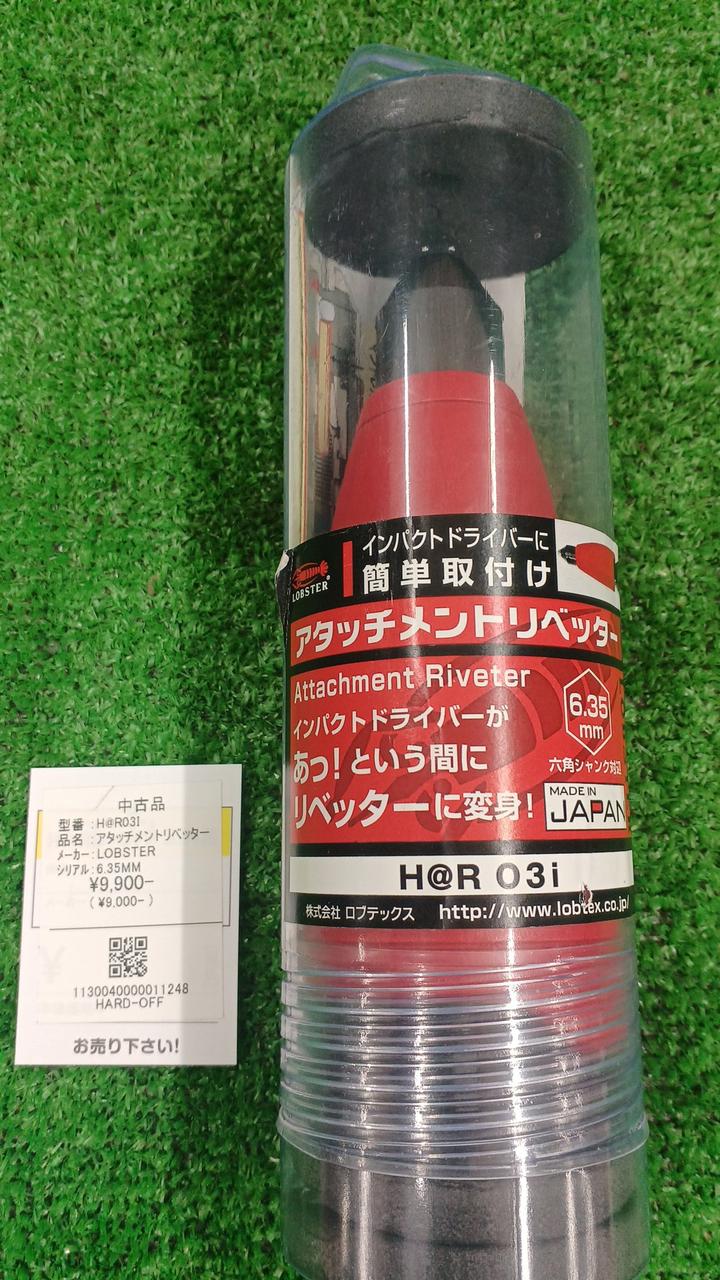 中古品
型番 : H@R03I
品名 : アタッチメントリベッター
メーカー : LOBSTER
シリアル : 6.35MM
¥9,900-
( ¥9,000- )
1130040000011248
HARD-OFF
お売り下さい!
LOBSTER®
インパクトドライバーに
簡単取付け
アタッチメントリベッター
Attachment Riveter
インパクトドライバーが
あっ!という間に
リベッターに変身!
6.35
mm
六角シャンク対辺
MADE IN
JAPAN
H@R 03i
株式会社 ロブテックス http://www.lobtex.co.jp/